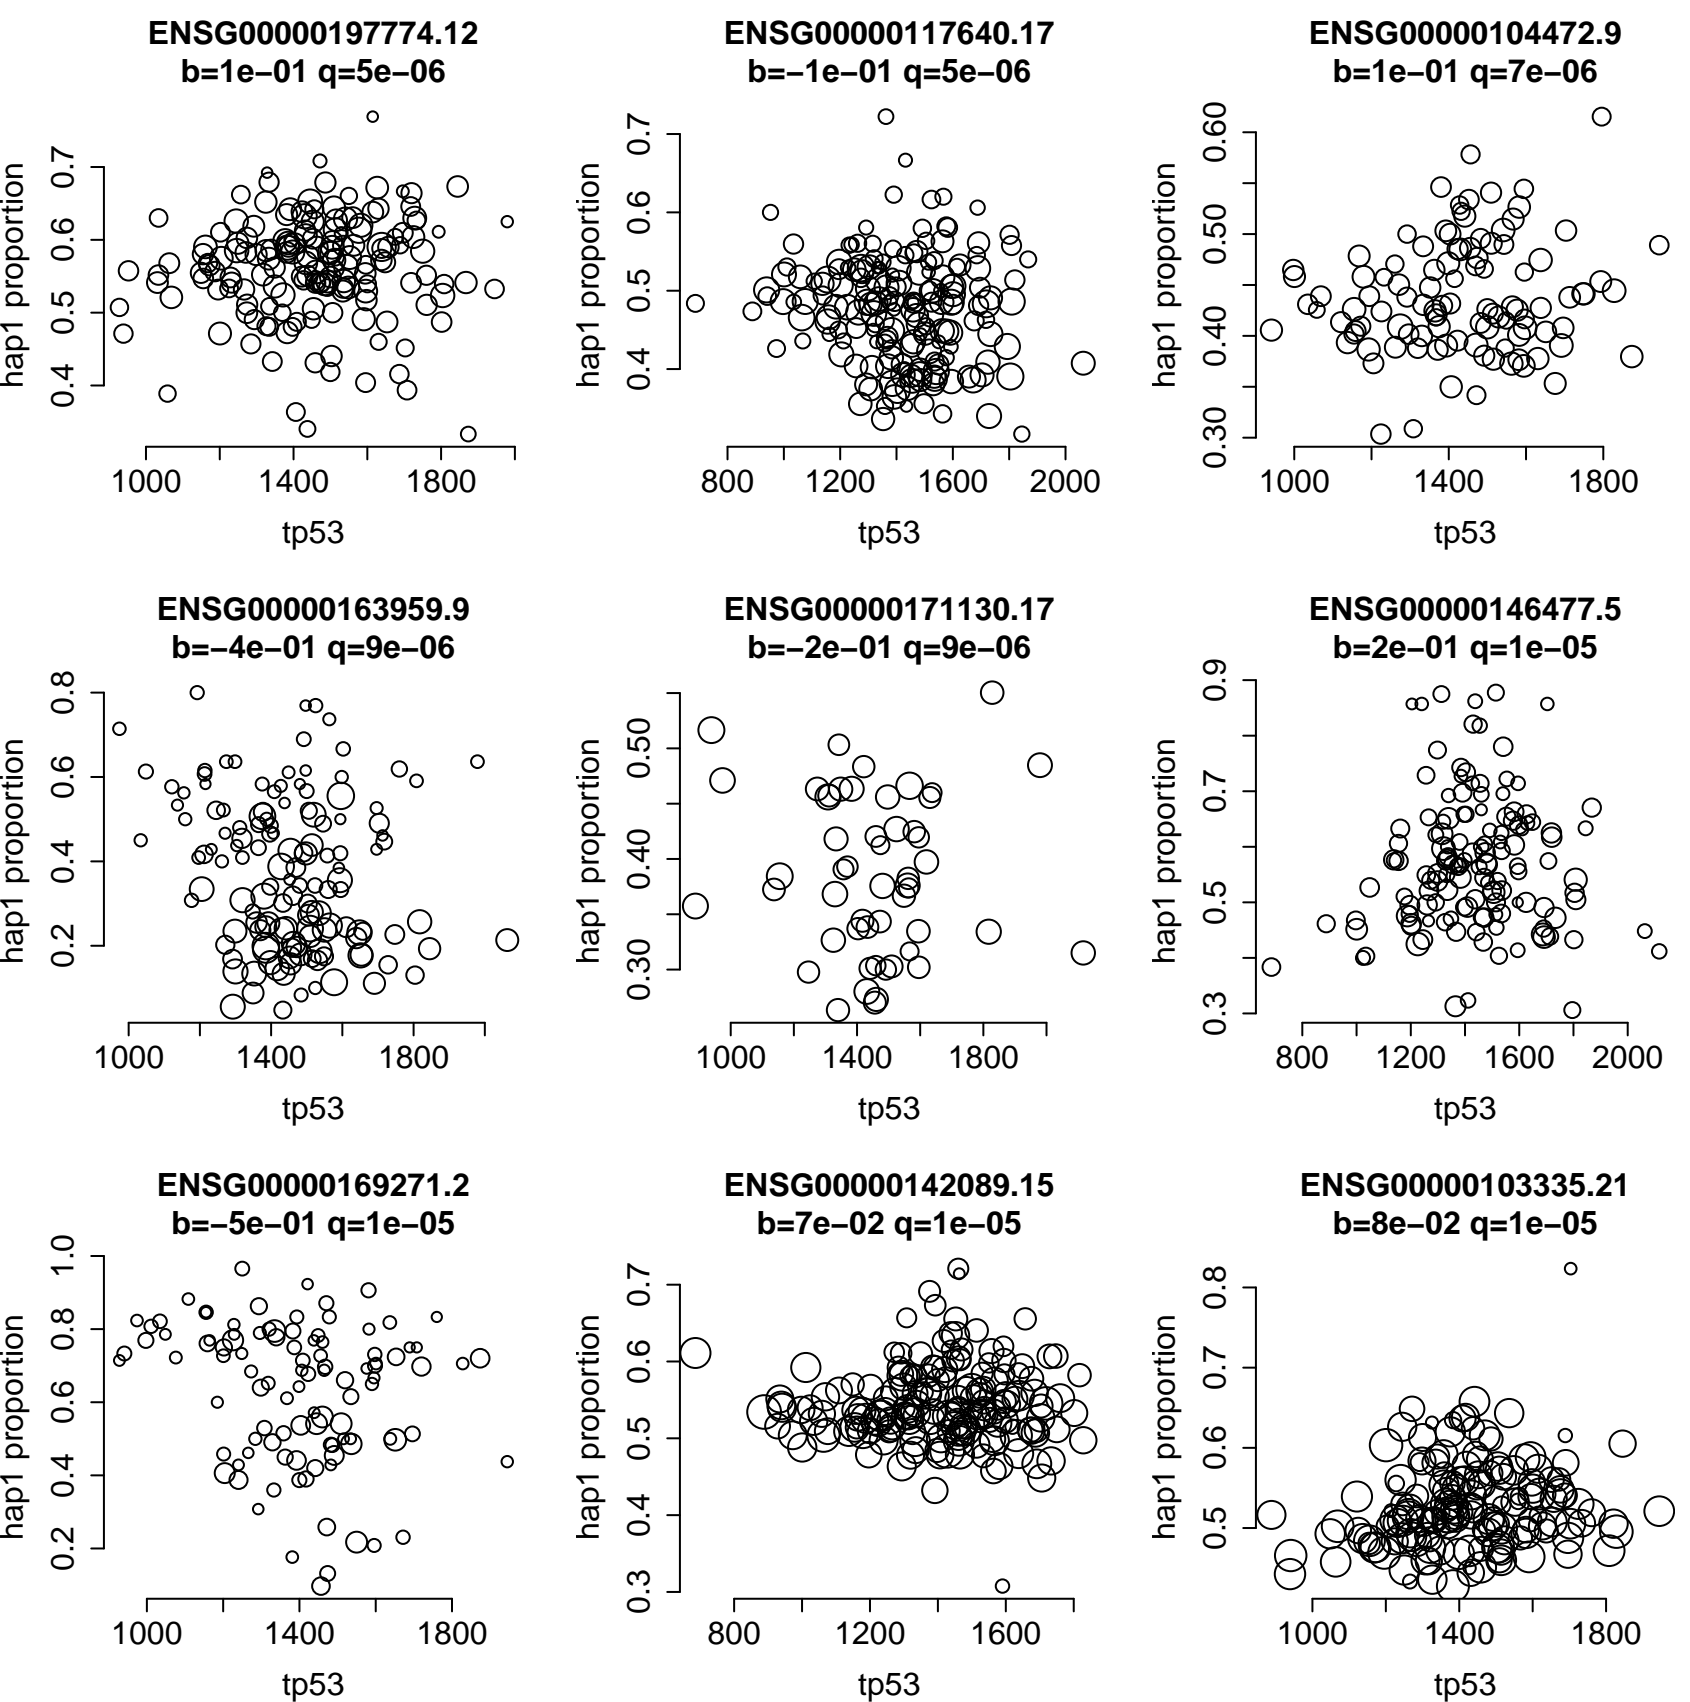 ENSG00000197774.12
b=1e−01 q=5e−06
hap1 proportion
0.4 0.5 0.6 0.7
1000 1400 1800
tp53
ENSG00000117640.17
b=−1e−01 q=5e−06
hap1 proportion
0.4 0.5 0.6 0.7
800 1200 1600 2000
tp53
ENSG00000104472.9
b=1e−01 q=7e−06
hap1 proportion
0.30 0.40 0.50 0.60
1000 1400 1800
tp53
ENSG00000163959.9
b=−4e−01 q=9e−06
hap1 proportion
0.2 0.4 0.6 0.8
1000 1400 1800
tp53
ENSG00000171130.17
b=−2e−01 q=9e−06
hap1 proportion
0.30 0.40 0.50
1000 1400 1800
tp53
ENSG00000146477.5
b=2e−01 q=1e−05
hap1 proportion
0.3 0.5 0.7 0.9
800 1200 1600 2000
tp53
ENSG00000169271.2
b=−5e−01 q=1e−05
hap1 proportion
0.2 0.4 0.6 0.8 1.0
1000 1400 1800
tp53
ENSG00000142089.15
b=7e−02 q=1e−05
hap1 proportion
0.3 0.4 0.5 0.6 0.7
800 1200 1600
tp53
ENSG00000103335.21
b=8e−02 q=1e−05
hap1 proportion
0.5 0.6 0.7 0.8
1000 1400 1800
tp53